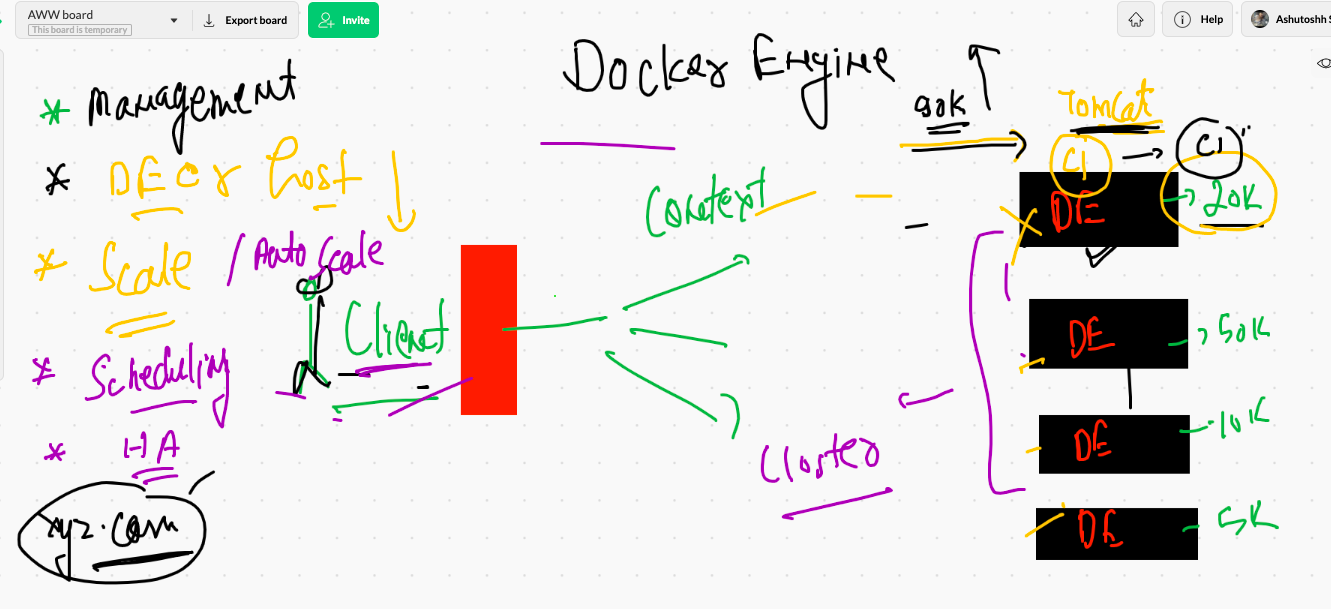 AWW board
This board is temporary
Export board
Invite
Help
Ashutoshh S
Docker Engine
* Management
* DE or host
* Scale / Auto Scale
* Scheduling
* HA
xyz.com
Client
Context
Cluster
90K
Tomcat
C1
C1"
DE
20K
DE
50K
DE
10K
DE
5K